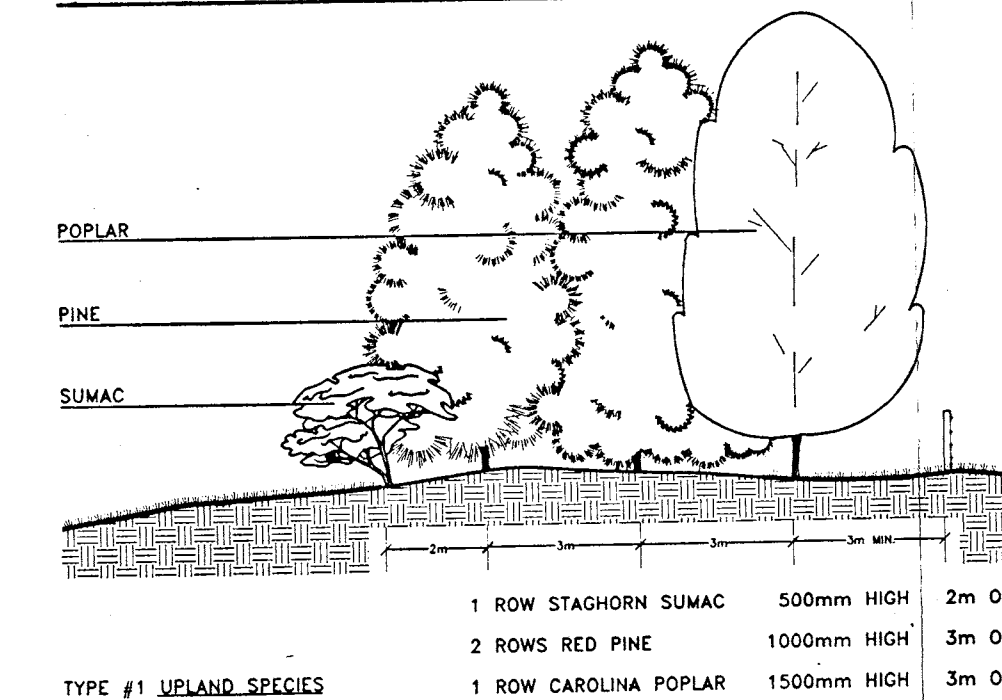 POPLAR
PINE
SUMAC
2m 3m 3m 3m MIN.
1 ROW STAGHORN SUMAC 500mm HIGH 2m O
2 ROWS RED PINE 1000mm HIGH 3m O
TYPE #1 UPLAND SPECIES 1 ROW CAROLINA POPLAR 1500mm HIGH 3m O